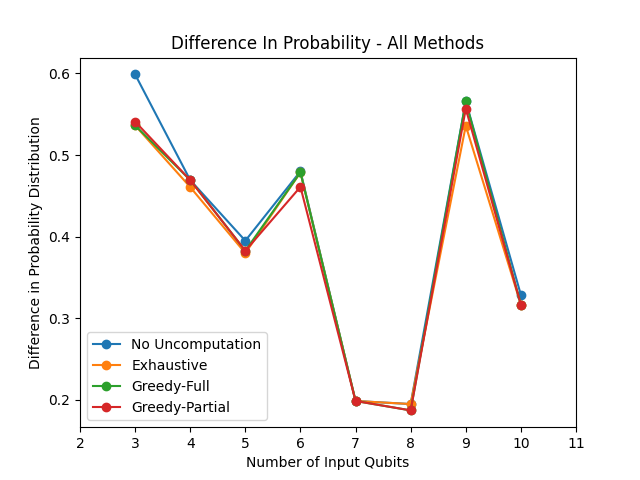 Difference In Probability - All Methods
Difference in Probability Distribution
0.6
0.5
0.4
0.3
0.2
No Uncomputation
Exhaustive
Greedy-Full
Greedy-Partial
2 3 4 5 6 7 8 9 10 11
Number of Input Qubits